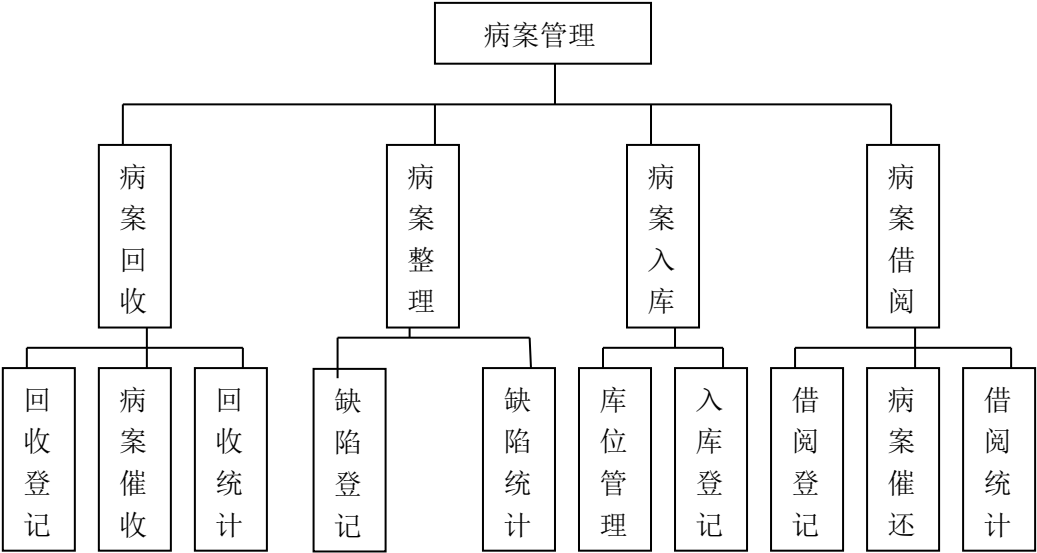 病案管理
病案回收
病案整理
病案入库
病案借阅
回收登记
病案催收
回收统计
缺陷登记
缺陷统计
库位管理
入库登记
借阅登记
病案催还
借阅统计